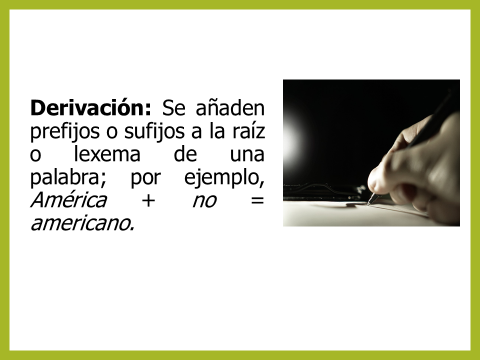 Derivación: Se añaden
prefijos o sufijos a la raíz
o lexema de una
palabra; por ejemplo,
América + no =
americano.